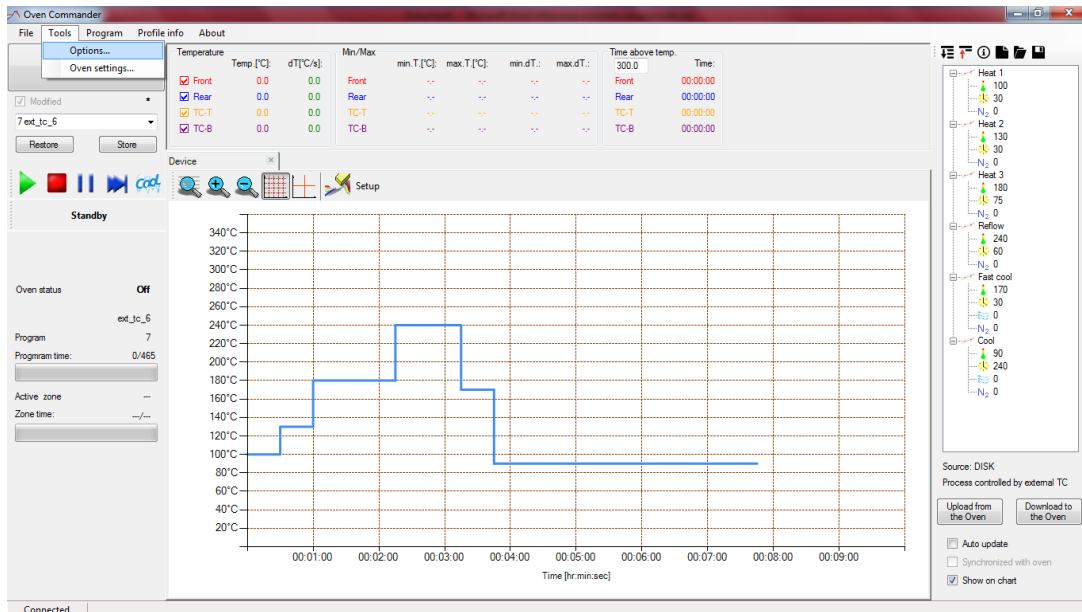 Oven Commander
File Tools Program Profile info About
Options...
Oven settings...
Modified *
7 ext_tc_6
Restore Store
Cool
Standby
Oven status Off
ext_tc_6
Program 7
Progmram time: 0/465
Active zone ---
Zone time: ---/---
Temperature
Temp.[°C]: dT[°C/s]:
Front 0.0 0.0
Rear 0.0 0.0
TC-T 0.0 0.0
TC-B 0.0 0.0
Min/Max
min.T.[°C]: max.T.[°C]: min.dT.: max.dT.:
Front -.- -.- -.- -.-
Rear -.- -.- -.- -.-
TC-T -.- -.- -.- -.-
TC-B -.- -.- -.- -.-
Time above temp.
300.0 Time:
Front 00:00:00
Rear 00:00:00
TC-T 00:00:00
TC-B 00:00:00
Device ×
Setup
340°C
320°C
300°C
280°C
260°C
240°C
220°C
200°C
180°C
160°C
140°C
120°C
100°C
80°C
60°C
40°C
20°C
00:01:00 00:02:00 00:03:00 00:04:00 00:05:00 00:06:00 00:07:00 00:08:00 00:09:00
Time [hr:min:sec]
Heat 1
100
30
N2 0
Heat 2
130
30
N2 0
Heat 3
180
75
N2 0
Reflow
240
60
N2 0
Fast cool
170
30
0
N2 0
Cool
90
240
0
N2 0
Source: DISK
Process controlled by external TC
Upload from
the Oven
Download to
the Oven
Auto update
Synchronized with oven
Show on chart
Connected